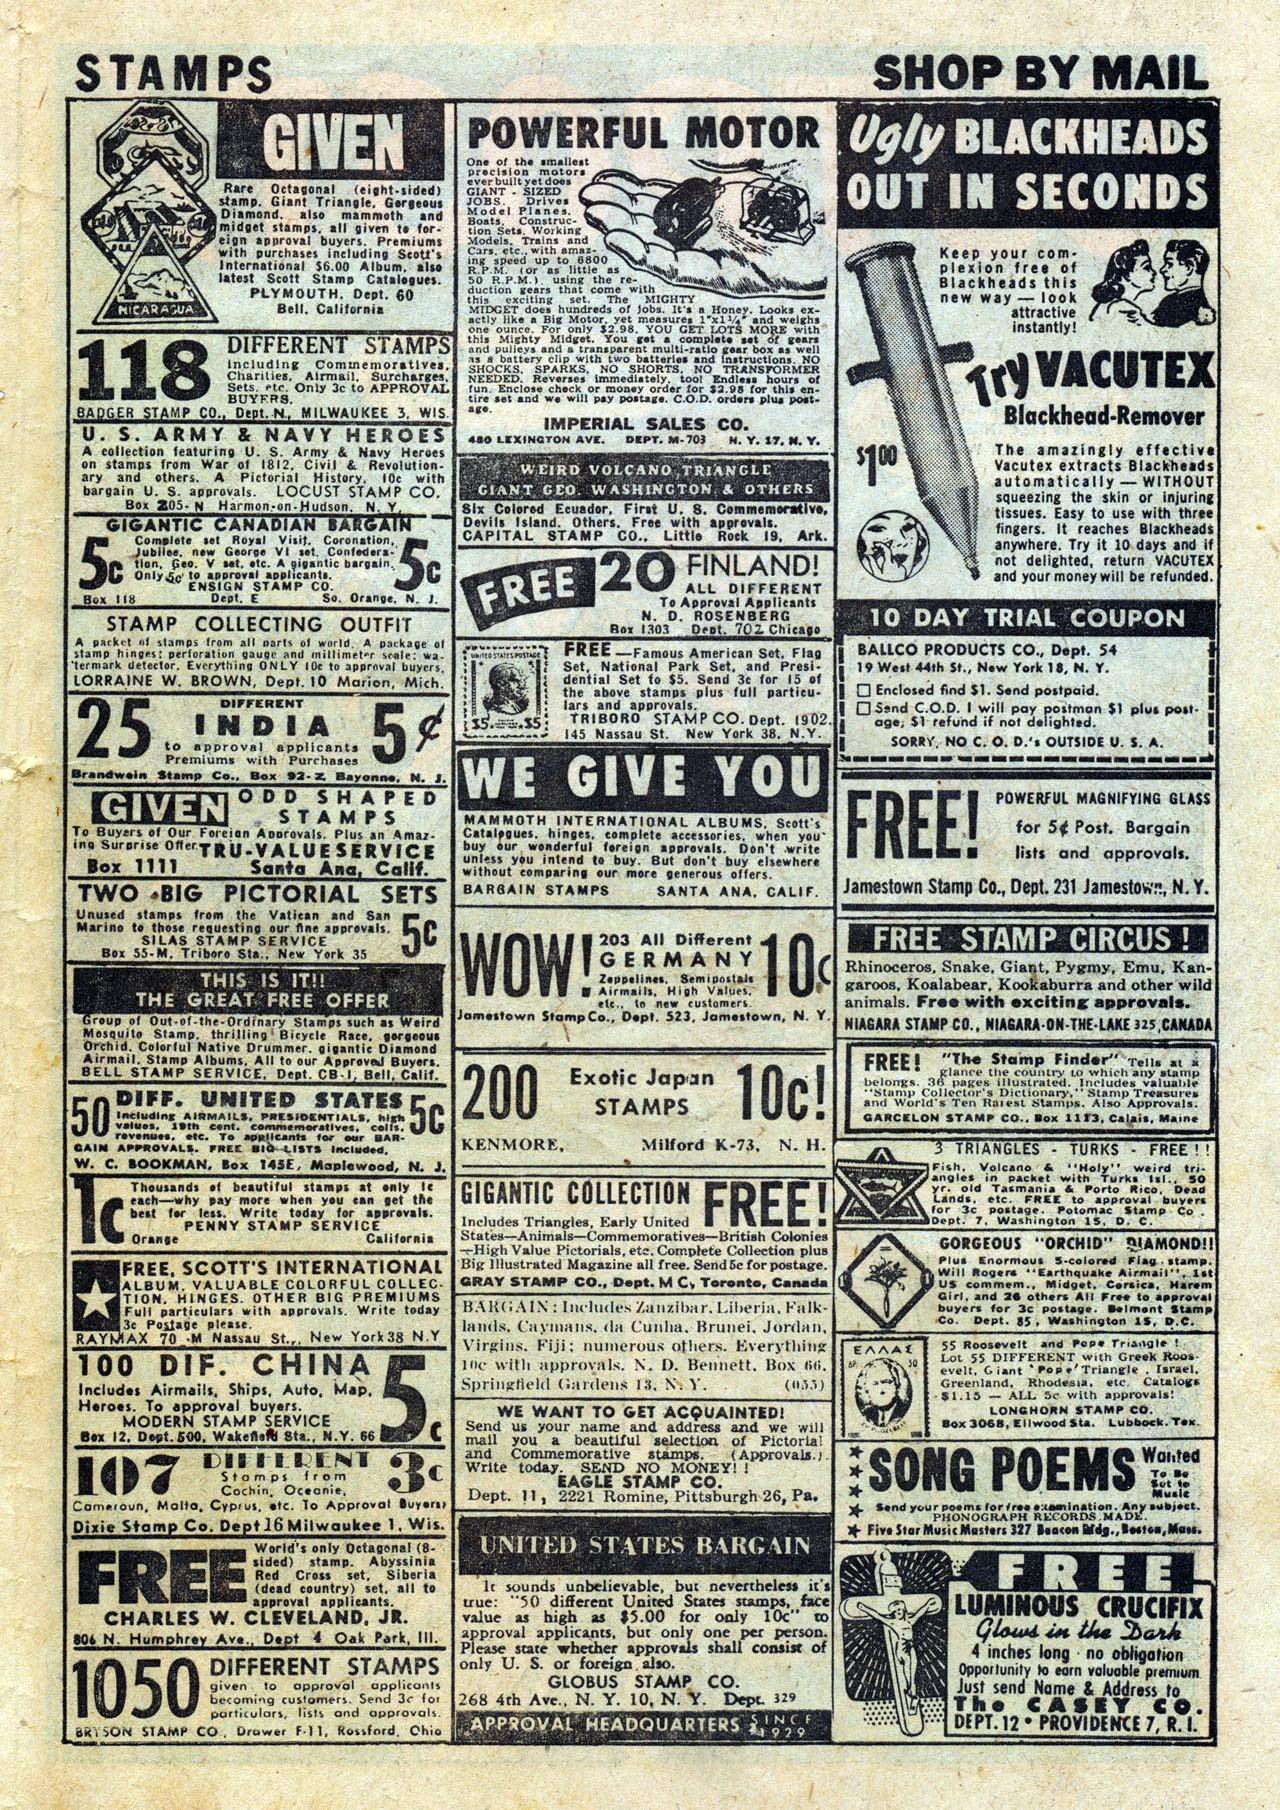 STAMPS
SHOP BY MAIL
GIVEN
Rare Octagonal (eight-sided)
stamp. Giant Triangle, Gorgeous
Diamond, also mammoth and
midget stamps, all given to for-
eign approval buyers. Premiums
with purchases including Scott's
International $6.00 Album, also
latest Scott Stamp Catalogues.
PLYMOUTH, Dept. 60
Bell, California
NICARAGUA
118 DIFFERENT STAMPS
Including Commemoratives,
Charities, Airmail, Surcharges,
Sets, etc. Only 3c to APPROVAL
BUYERS.
BADGER STAMP CO., Dept. N, MILWAUKEE 3, WIS.
U. S. ARMY & NAVY HEROES
A collection featuring U. S. Army & Navy Heroes
on stamps from War of 1812, Civil & Revolution-
ary and others. A Pictorial History, 10c with
bargain U. S. approvals. LOCUST STAMP CO.
Box 205-N Harmon-on-Hudson, N. Y.
GIGANTIC CANADIAN BARGAIN
5c
Complete set Royal Visit, Coronation,
Jubilee, new George VI set, Confedera-
tion, Geo. V set, etc. A gigantic bargain.
Only 5c to approval applicants.
5c
ENSIGN STAMP CO.
Box 118 Dept. E So. Orange, N. J.
STAMP COLLECTING OUTFIT
A packet of stamps from all parts of world. A package of
stamp hinges; perforation gauge and millimeter scale; wa-
termark detector. Everything ONLY 10c to approval buyers.
LORRAINE W. BROWN, Dept. 10 Marion, Mich.
25 DIFFERENT
INDIA 5¢
to approval applicants
Premiums with Purchases
Brandwein Stamp Co., Box 92-Z, Bayonne, N. J.
GIVEN ODD SHAPED
STAMPS
To Buyers of Our Foreign Approvals. Plus an Amaz-
ing Surprise Offer. TRU-VALUE SERVICE
Box 1111 Santa Ana, Calif.
TWO BIG PICTORIAL SETS
Unused stamps from the Vatican and San
Marino to those requesting our fine approvals. 5c
SILAS STAMP SERVICE
Box 55-M, Triboro Sta., New York 35
THIS IS IT!!
THE GREAT FREE OFFER
Group of Out-of-the-Ordinary Stamps such as Weird
Mosquito Stamp, thrilling Bicycle Race, gorgeous
Orchid, Colorful Native Drummer, gigantic Diamond
Airmail, Stamp Albums, All to our Approval Buyers.
BELL STAMP SERVICE, Dept. CB-1, Bell, Calif.
50 DIFF. UNITED STATES 5c
Including AIRMAILS, PRESIDENTIALS, high
values, 19th cent. commemoratives, coils,
revenues, etc. To applicants for our BAR-
GAIN APPROVALS. FREE BIG LISTS Included.
W. C. BOOKMAN, Box 145E, Maplewood, N. J.
1c
Thousands of beautiful stamps at only 1c
each—why pay more when you can get the
best for less. Write today for approvals.
PENNY STAMP SERVICE
Orange California
FREE, SCOTT'S INTERNATIONAL
ALBUM, VALUABLE COLORFUL COLLEC-
TION, HINGES, OTHER BIG PREMIUMS
Full particulars with approvals. Write today
3c Postage please.
RAYMAX 70 -M Nassau St., New York 38 N.Y
100 DIF. CHINA 5c
Includes Airmails, Ships, Auto, Map,
Heroes. To approval buyers.
MODERN STAMP SERVICE
Box 12, Dept. 500, Wakefield Sta., N.Y. 66
107 DIFFERENT 3c
Stamps from
Cochin, Oceanie,
Cameroun, Malta, Cyprus, etc. To Approval Buyers!
Dixie Stamp Co. Dept 16 Milwaukee 1, Wis.
FREE World's only Octagonal (8-
sided) stamp. Abyssinia
Red Cross set, Siberia
(dead country) set, all to
approval applicants.
CHARLES W. CLEVELAND, JR.
806 N. Humphrey Ave., Dept 4 Oak Park, Ill.
1050 DIFFERENT STAMPS
given to approval applicants
becoming customers. Send 3c for
particulars, lists and approvals.
BRYSON STAMP CO., Drawer F-11, Rossford, Ohio
POWERFUL MOTOR
One of the smallest
precision motors
ever built yet does
GIANT - SIZED
JOBS. Drives
Model Planes,
Boats, Construc-
tion Sets, Working
Models, Trains and
Cars, etc., with amaz-
ing speed up to 6800
R.P.M. (or as little as
50 R.P.M.) using the re-
duction gears that come with
this exciting set. The MIGHTY
MIDGET does hundreds of jobs. It's a Honey. Looks ex-
actly like a Big Motor, yet measures 1"x1¼" and weighs
one ounce. For only $2.98, YOU GET LOTS MORE with
this Mighty Midget. You get a complete set of gears
and pulleys and a transparent multi-ratio gear box as well
as a battery clip with two batteries and instructions. NO
SHOCKS, SPARKS, NO SHORTS, NO TRANSFORMER
NEEDED. Reverses immediately, too! Endless hours of
fun. Enclose check or money order for $2.98 for this en-
tire set and we will pay postage. C.O.D. orders plus post-
age.
IMPERIAL SALES CO.
480 LEXINGTON AVE. DEPT. M-703 N. Y. 17, N. Y.
WEIRD VOLCANO TRIANGLE
GIANT GEO. WASHINGTON & OTHERS
Six Colored Ecuador, First U. S. Commemorative,
Devils Island, Others. Free with approvals.
CAPITAL STAMP CO., Little Rock 19, Ark.
FREE 20 FINLAND!
ALL DIFFERENT
To Approval Applicants
N. D. ROSENBERG
Box 1303 Dept. 702 Chicago
UNITED STATES POSTAGE
$5. $5
FREE—Famous American Set, Flag
Set, National Park Set, and Presi-
dential Set to $5. Send 3c for 15 of
the above stamps plus full particu-
lars and approvals.
TRIBORO STAMP CO. Dept. 1902.
145 Nassau St. New York 38, N.Y.
WE GIVE YOU
MAMMOTH INTERNATIONAL ALBUMS, Scott's
Catalogues, hinges, complete accessories, when you
buy our wonderful foreign approvals. Don't write
unless you intend to buy. But don't buy elsewhere
without comparing our more generous offers.
BARGAIN STAMPS SANTA ANA, CALIF.
WOW! 203 All Different
GERMANY 10c
Zeppelines, Semipostals
Airmails, High Values,
etc., to new customers.
Jamestown Stamp Co., Dept. 523, Jamestown, N. Y.
200 Exotic Japan
STAMPS 10c!
KENMORE, Milford K-73, N. H.
GIGANTIC COLLECTION FREE!
Includes Triangles, Early United
States—Animals—Commemoratives—British Colonies
—High Value Pictorials, etc. Complete Collection plus
Big Illustrated Magazine all free. Send 5c for postage.
GRAY STAMP CO., Dept. M C, Toronto, Canada
BARGAIN: Includes Zanzibar, Liberia, Falk-
lands, Caymans, da Cunha, Brunei, Jordan,
Virgins, Fiji; numerous others. Everything
10c with approvals. N. D. Bennett, Box 66,
Springfield Gardens 13, N. Y. (055)
WE WANT TO GET ACQUAINTED!
Send us your name and address and we will
mail you a beautiful selection of Pictorial
and Commemorative stamps. (Approvals.)
Write today. SEND NO MONEY!!
EAGLE STAMP CO.
Dept. 11, 2221 Romine, Pittsburgh 26, Pa.
UNITED STATES BARGAIN
It sounds unbelievable, but nevertheless it's
true: "50 different United States stamps, face
value as high as $5.00 for only 10c" to
approval applicants, but only one per person.
Please state whether approvals shall consist of
only U. S. or foreign also.
GLOBUS STAMP CO.
268 4th Ave., N. Y. 10, N. Y. Dept. 329
APPROVAL HEADQUARTERS SINCE 1929
Ugly BLACKHEADS
OUT IN SECONDS
Keep your com-
plexion free of
Blackheads this
new way — look
attractive
instantly!
Try VACUTEX
Blackhead-Remover
$1.00
The amazingly effective
Vacutex extracts Blackheads
automatically — WITHOUT
squeezing the skin or injuring
tissues. Easy to use with three
fingers. It reaches Blackheads
anywhere. Try it 10 days and if
not delighted, return VACUTEX
and your money will be refunded.
10 DAY TRIAL COUPON
BALLCO PRODUCTS CO., Dept. 54
19 West 44th St., New York 18, N. Y.
Enclosed find $1. Send postpaid.
Send C.O.D. I will pay postman $1 plus post-
age; $1 refund if not delighted.
SORRY, NO C. O. D.'s OUTSIDE U. S. A.
FREE! POWERFUL MAGNIFYING GLASS
for 5¢ Post. Bargain
lists and approvals.
Jamestown Stamp Co., Dept. 231 Jamestown, N. Y.
FREE STAMP CIRCUS!
Rhinoceros, Snake, Giant, Pygmy, Emu, Kan-
garoos, Koalabear, Kookaburra and other wild
animals. Free with exciting approvals.
NIAGARA STAMP CO., NIAGARA-ON-THE-LAKE 325, CANADA
FREE! "The Stamp Finder" Tells at a
glance the country to which any stamp
belongs. 36 pages illustrated. Includes valuable
"Stamp Collector's Dictionary," Stamp Treasures
and World's Ten Rarest Stamps. Also Approvals.
GARCELON STAMP CO., Box 1113, Calais, Maine
3 TRIANGLES - TURKS - FREE!!
Fish, Volcano & "Holy" weird tri-
angles in packet with Turks Isl., 50
yr. old Tasmania & Porto Rico, Dead
Lands, etc. FREE to approval buyers
for 3c postage. Potomac Stamp Co.
Dept. 7, Washington 15, D. C.
GORGEOUS "ORCHID" DIAMOND!!
Plus Enormous 5-colored Flag stamp.
Will Rogers "Earthquake Airmail", 1st
US commem., Midget, Corsica, Harem
Girl, and 26 others All Free to approval
buyers for 3c postage. Belmont Stamp
Co. Dept. 85, Washington 15, D.C.
ΕΛΛΑΣ
55 Roosevelt and Pope Triangle!
Lot 55 DIFFERENT with Greek Roos-
evelt, Giant 'Pope' Triangle, Israel,
Greenland, Rhodesia, etc. Catalogs
$1.15 — ALL 5c with approvals!
LONGHORN STAMP CO.
Box 3068, Ellwood Sta. Lubbock, Tex.
SONG POEMS Wanted
To Be
Set to
Music
Send your poems for free examination. Any subject.
PHONOGRAPH RECORDS MADE.
Five Star Music Masters 327 Beacon Bldg., Boston, Mass.
FREE
LUMINOUS CRUCIFIX
Glows in the Dark
4 inches long - no obligation
Opportunity to earn valuable premium
Just send Name & Address to
The CASEY CO.
DEPT. 12 • PROVIDENCE 7, R. I.